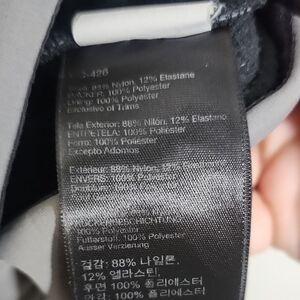 -426
Shell: 88% Nylon, 12% Elastane
BACKER: 100% Polyester
Lining: 100% Polyester
Exclusive of Trims
Tela Exterior: 88% Nilón, 12% Elastano
ENTRETELA: 100% Poliéster
Forro: 100% Poliéster
Excepto Adornos
Extérieur: 88% Nylon, 12% Élasthanne
ENVERS: 100% Polyester
Doublure: 100% Polyester
100% Polyester
Futterstoff: 100% Polyester
Ausser Verzierung
겉감: 88% 나일론,
12% 엘라스틴,
이면: 100% 폴리에스터
안감: 100% 폴리에스터